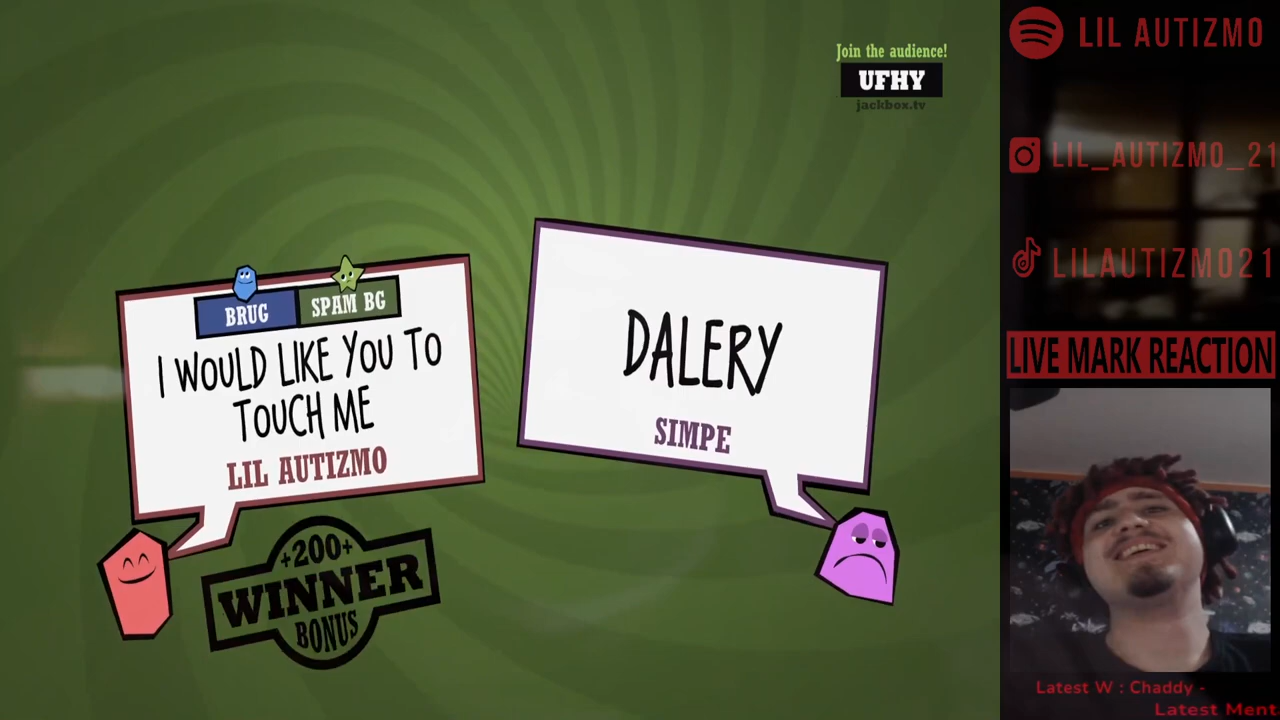 Join the audience!
UFHY
jackbox.tv
BRUG
SPAM BG
I WOULD LIKE YOU TO
TOUCH ME
LIL AUTIZMO
DALERY
SIMPE
+200+
WINNER
BONUS
LIL AUTIZMO
LIL_AUTIZMO_21
LILAUTIZMO21
LIVE MARK REACTION
Latest W : Chaddy -
Latest Ment